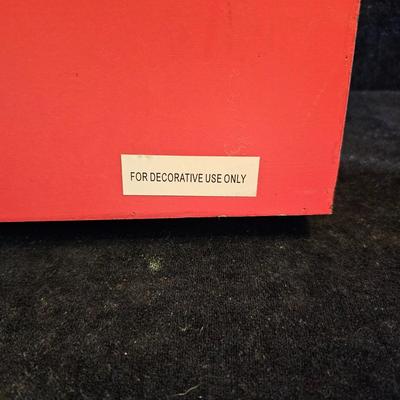 FOR DECORATIVE USE ONLY